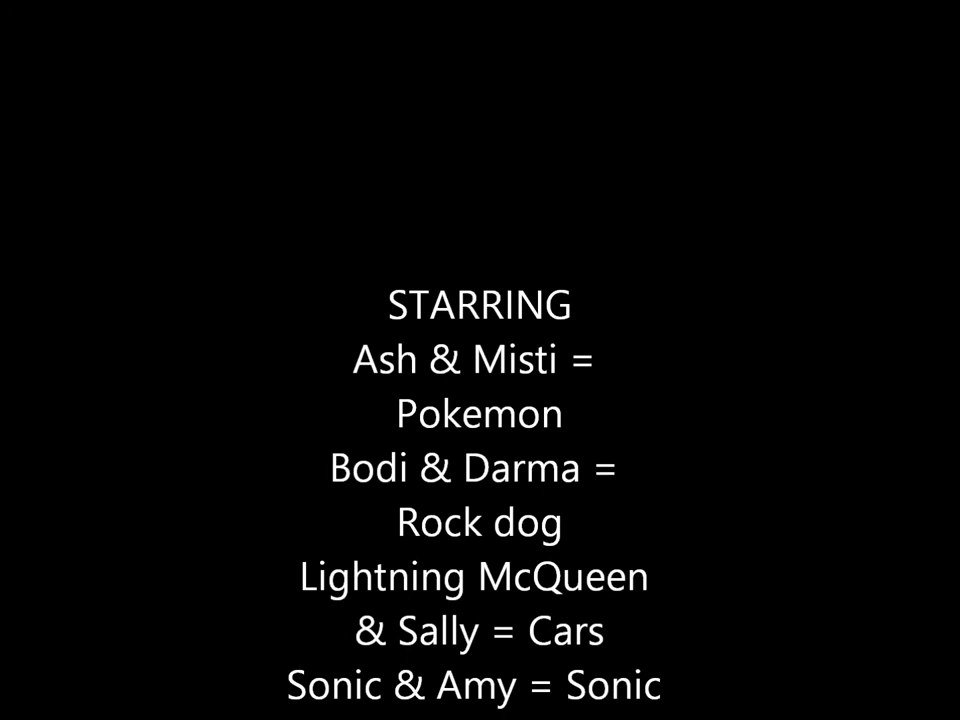 STARRING
Ash & Misti =
Pokemon
Bodi & Darma =
Rock dog
Lightning McQueen
& Sally = Cars
Sonic & Amy = Sonic